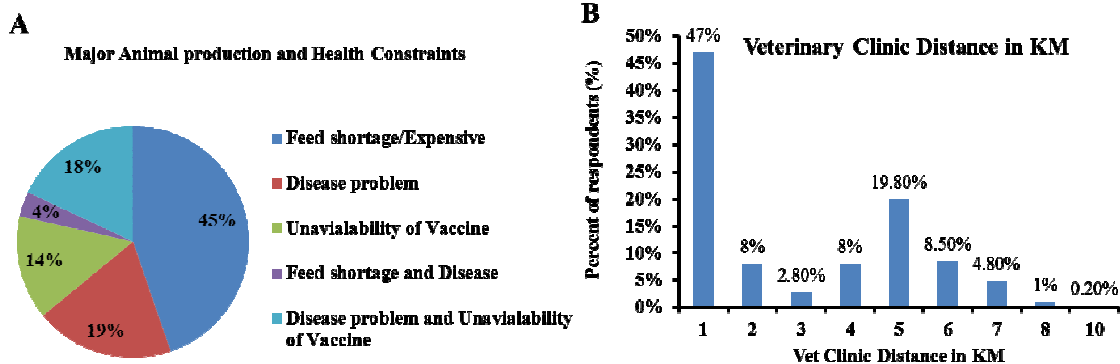 A
Major Animal production and Health Constraints
18%
4%
14%
19%
45%
Feed shortage/Expensive
Disease problem
Unavialability of Vaccine
Feed shortage and Disease
Disease problem and Unavialability
of Vaccine
B
Veterinary Clinic Distance in KM
Percent of respondents (%)
50%
45%
40%
35%
30%
25%
20%
15%
10%
5%
0%
47%
8%
2.80%
8%
19.80%
8.50%
4.80%
1%
0.20%
1 2 3 4 5 6 7 8 10
Vet Clinic Distance in KM